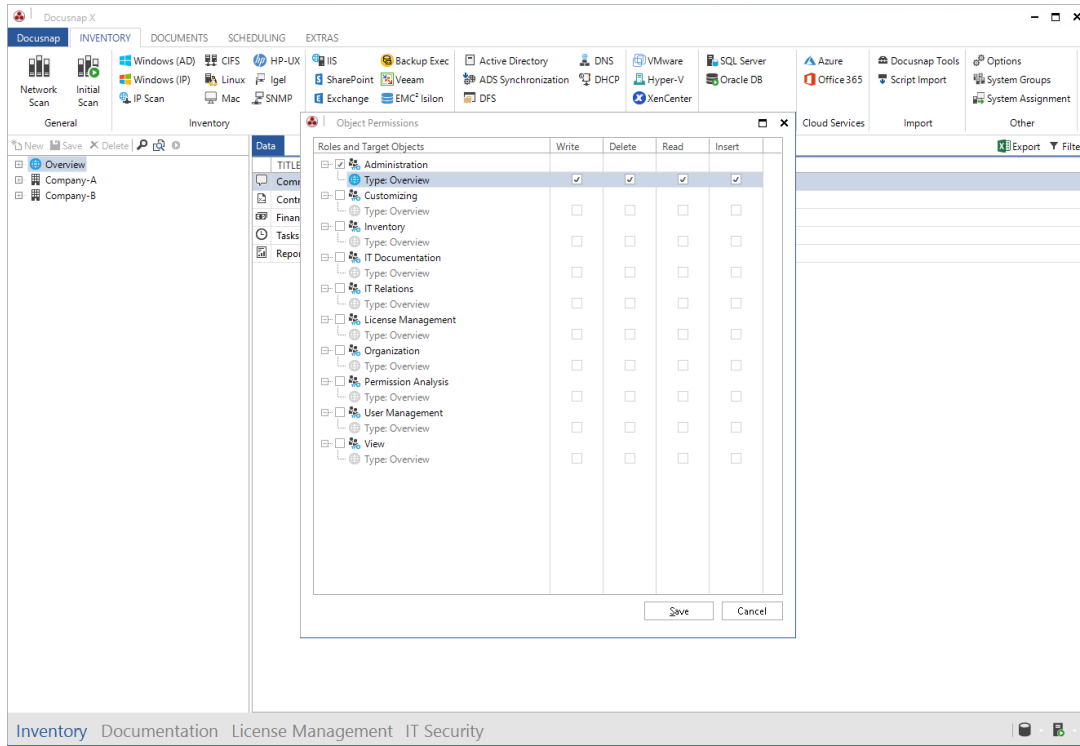 Docusnap X
Docusnap INVENTORY DOCUMENTS SCHEDULING EXTRAS
Network Scan
Initial Scan
General
Windows (AD) CIFS HP-UX
Windows (IP) Linux Igel
IP Scan Mac SNMP
IIS Backup Exec
SharePoint Veeam
Exchange EMC² Isilon
Inventory
Active Directory DNS
ADS Synchronization DHCP
DFS
VMware
Hyper-V
XenCenter
SQL Server
Oracle DB
Azure
Office 365
Cloud Services
Docusnap Tools
Script Import
Import
Options
System Groups
System Assignment
Other
New Save Delete
Overview
Company-A
Company-B
Data
Export Filte
TITLE
Com
Contr
Finan
Tasks
Repo
Object Permissions
Roles and Target Objects Write Delete Read Insert
Administration
Type: Overview
Customizing
Type: Overview
Inventory
Type: Overview
IT Documentation
Type: Overview
IT Relations
Type: Overview
License Management
Type: Overview
Organization
Type: Overview
Permission Analysis
Type: Overview
User Management
Type: Overview
View
Type: Overview
Save Cancel
Inventory Documentation License Management IT Security